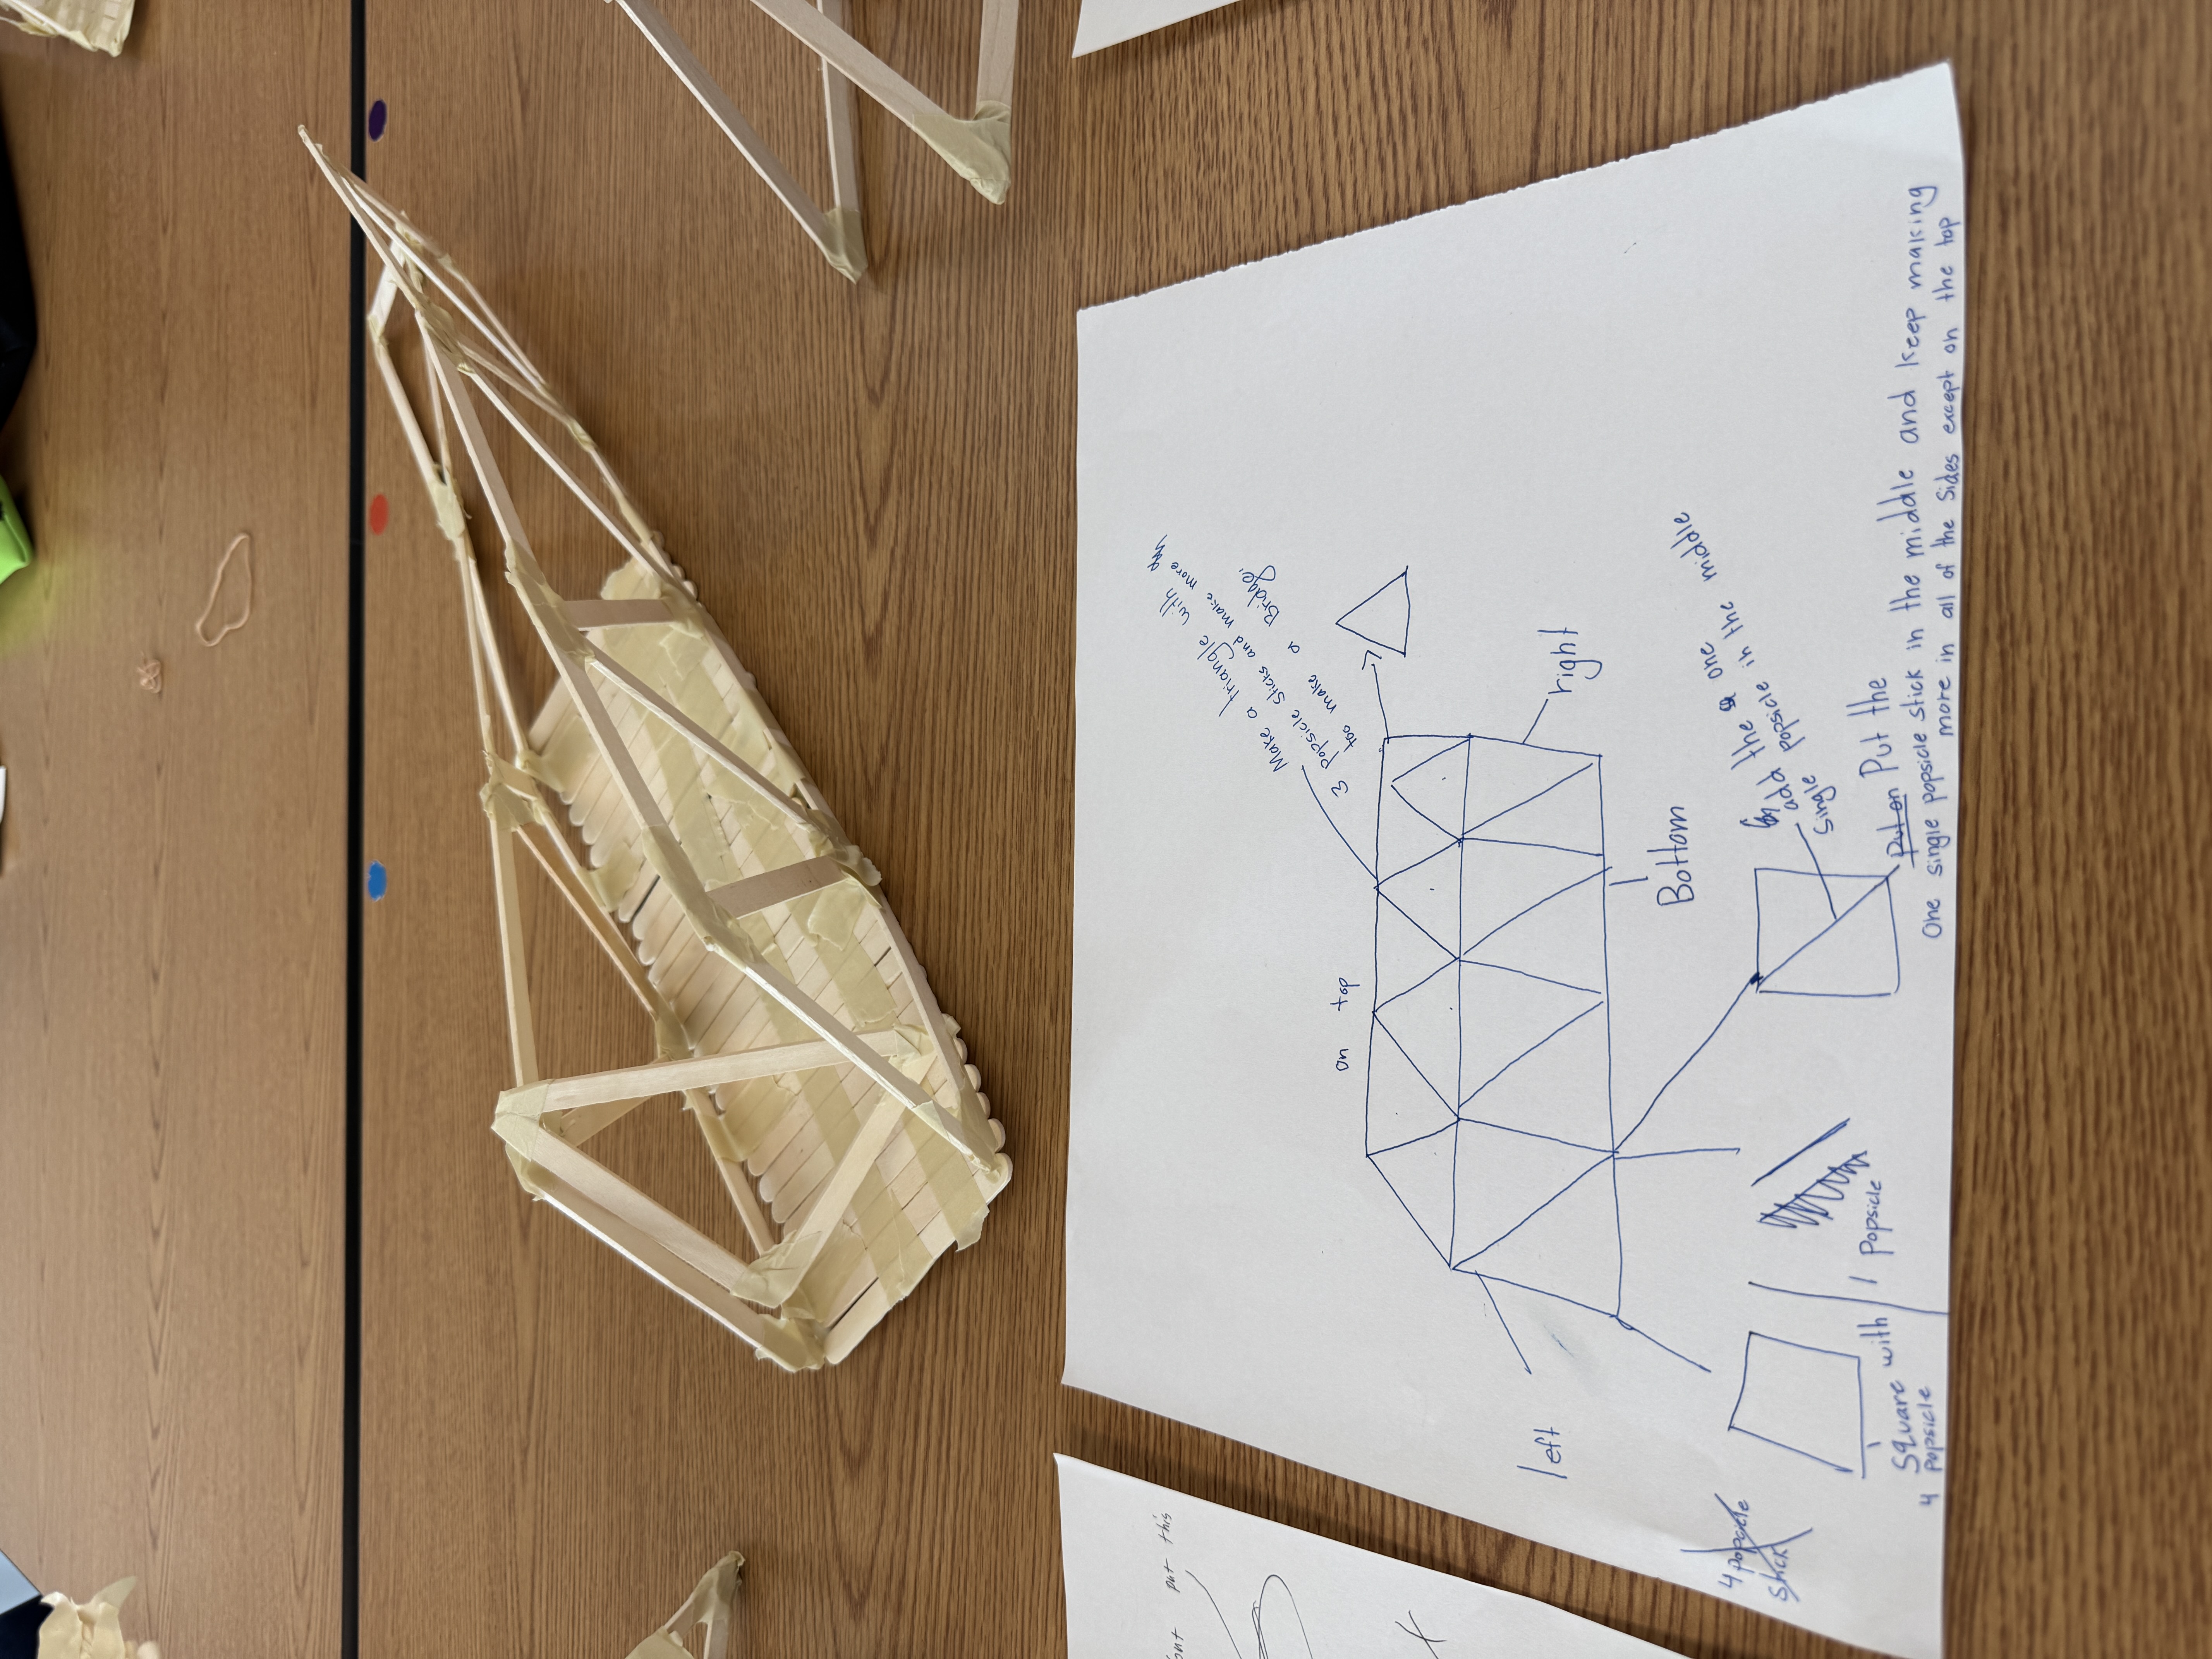 put this
Make a triangle with
3 popsicle sticks and make more
too make a Bridge.
on top
left
right
Bottom
4 popsicle
stick
Square with
4 popsicle
1 Popsicle
add the one
Single popsicle in the middle
put on Put the
One single popsicle stick in the middle and keep making
more in all of the Sides except on the top